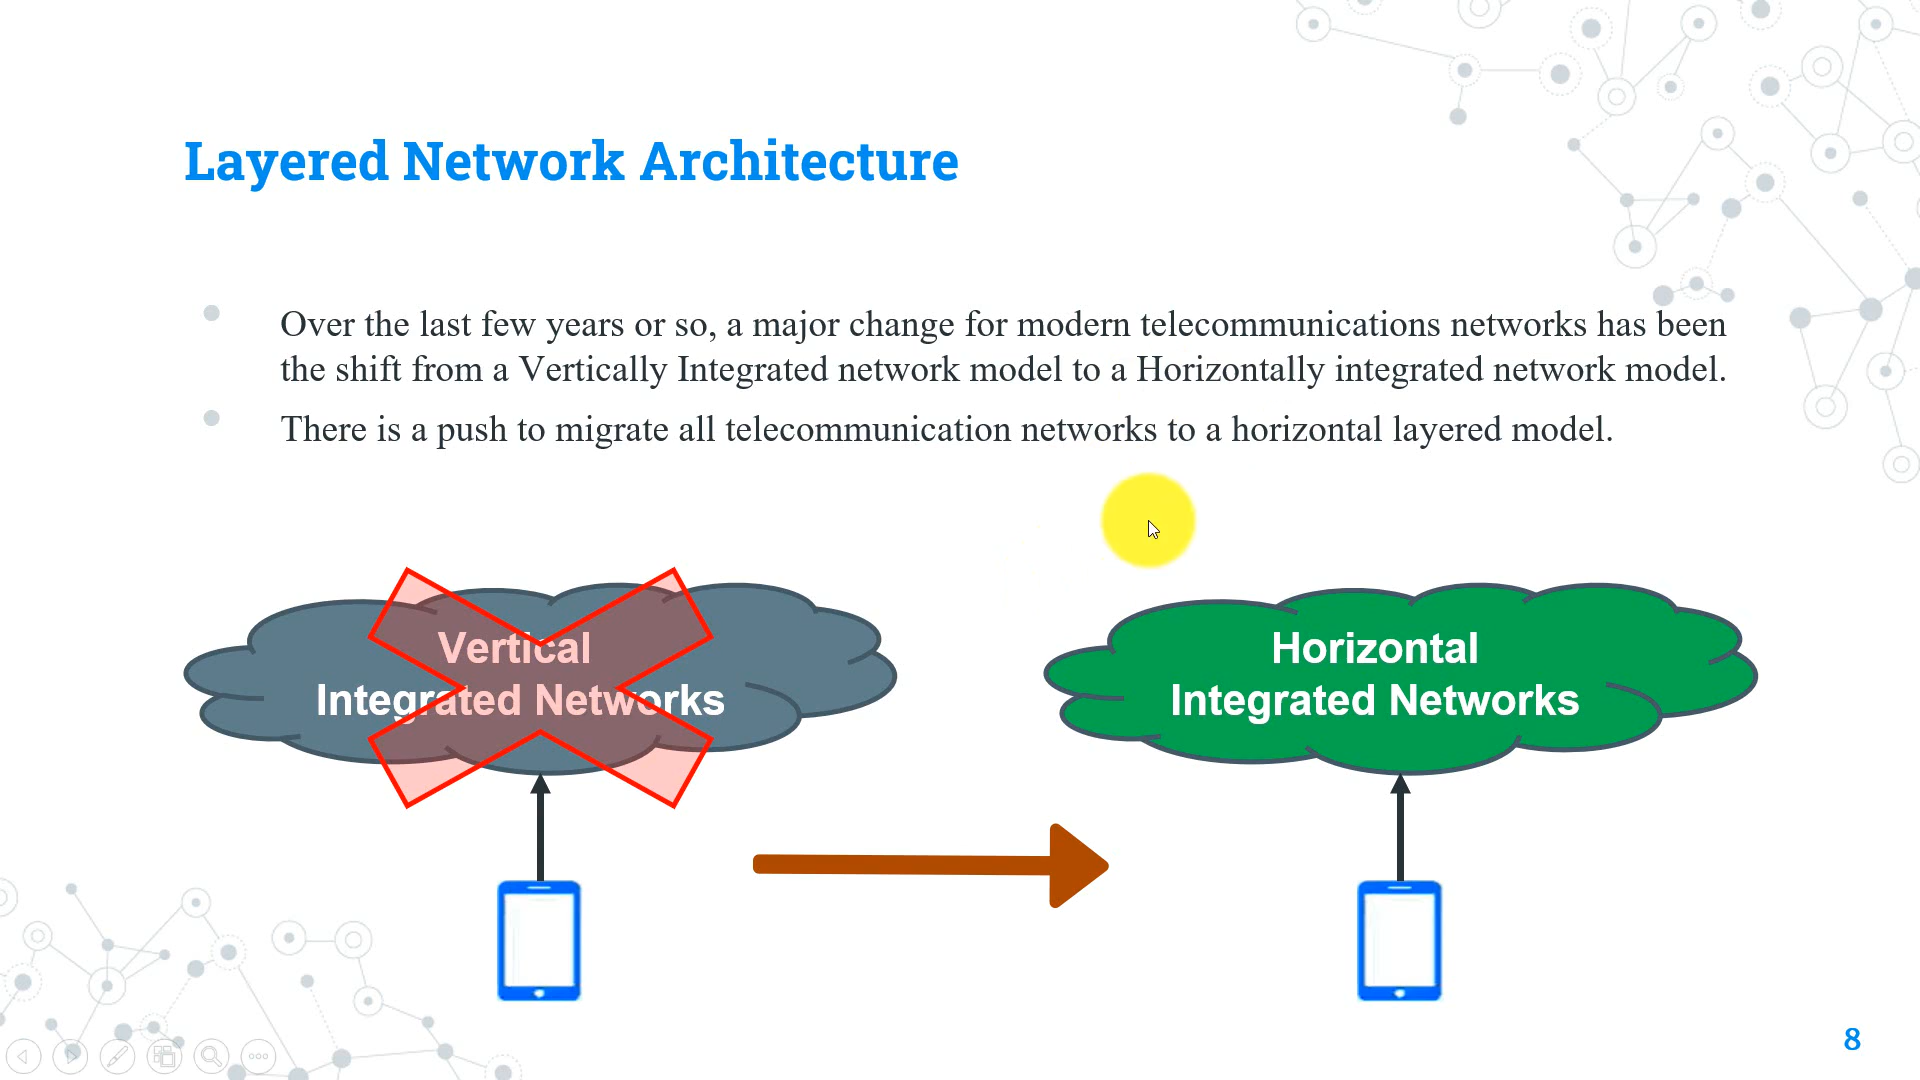 Layered Network Architecture
Over the last few years or so, a major change for modern telecommunications networks has been
the shift from a Vertically Integrated network model to a Horizontally integrated network model.
There is a push to migrate all telecommunication networks to a horizontal layered model.
Vertical
Integrated Networks
Horizontal
Integrated Networks
8